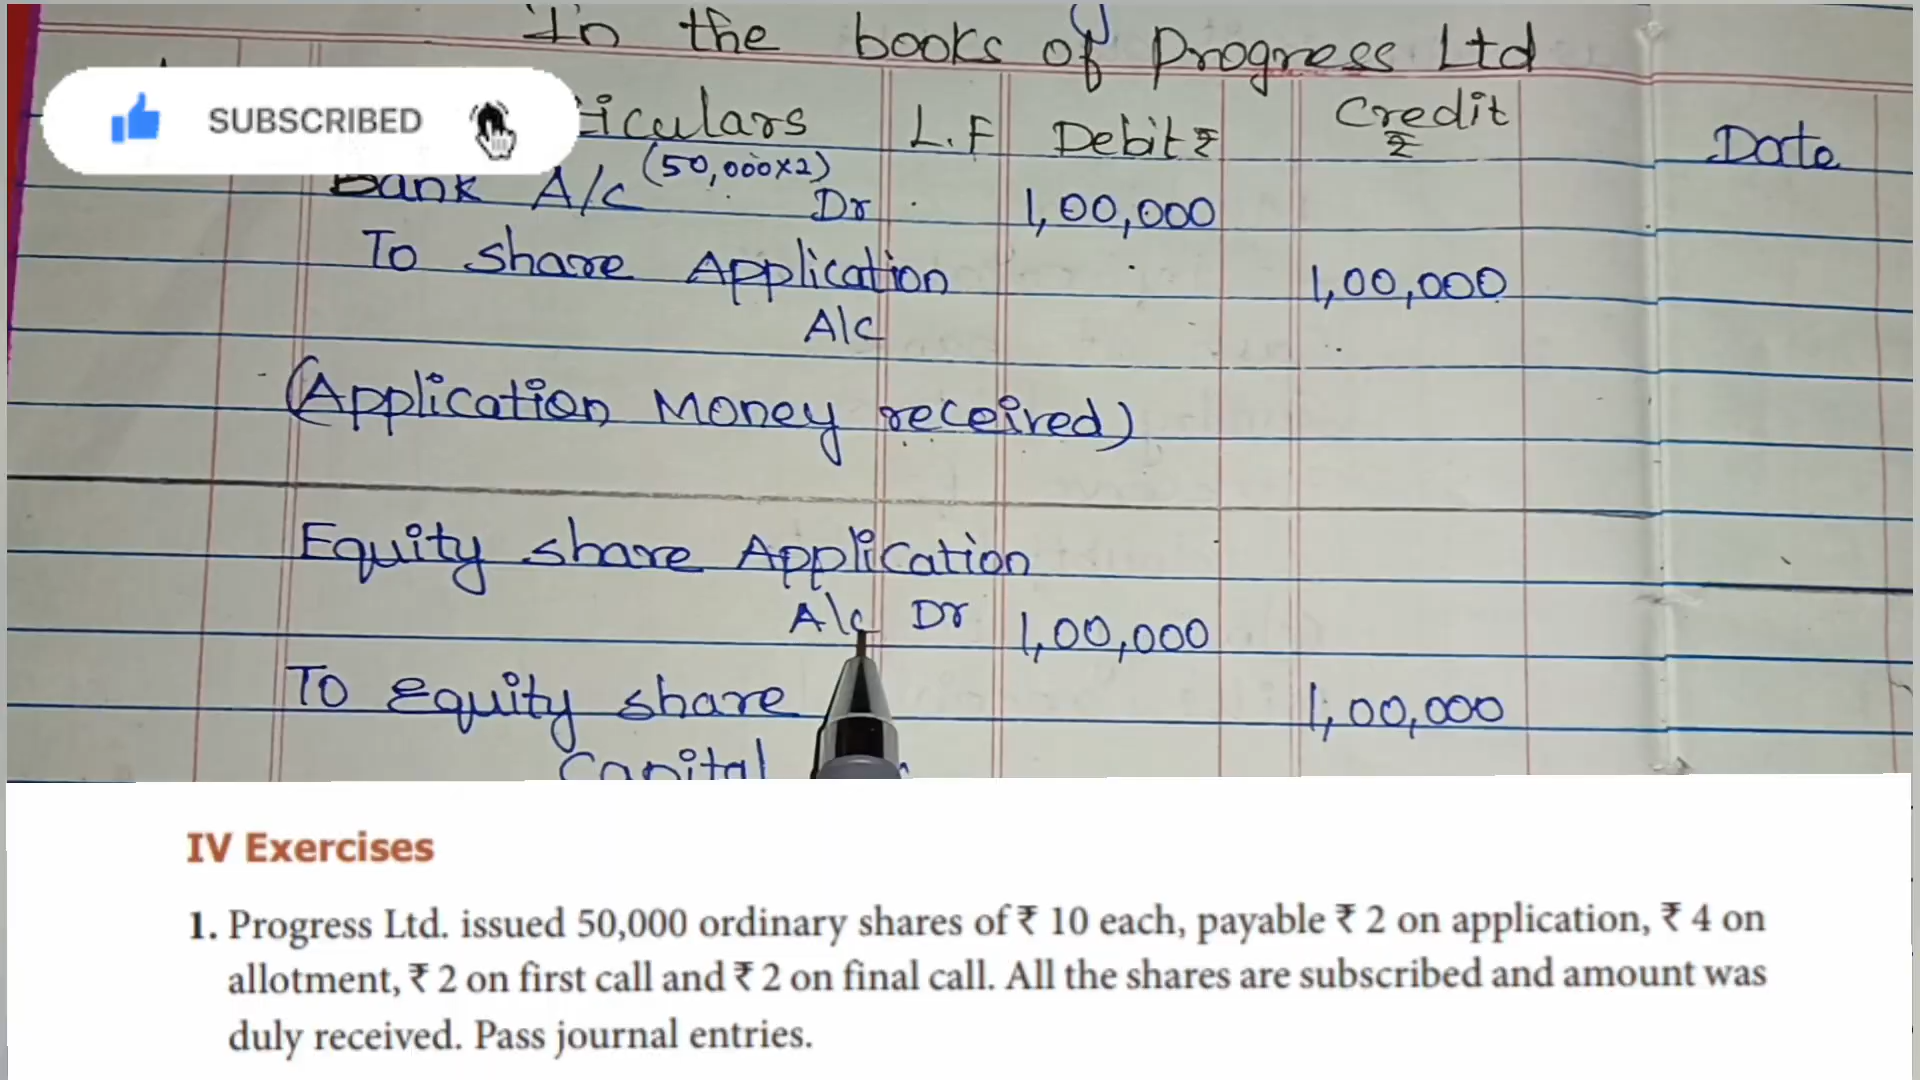 In the books of Progress Ltd
SUBSCRIBED
ticulars L.F Debit ₹ Credit ₹ Date
(50,000×2)
Bank A/c Dr 1,00,000
To share Application 1,00,000
A/c
(Application Money received)
Equity share Application
A/c Dr 1,00,000
To Equity share 1,00,000
Capital
IV Exercises
1. Progress Ltd. issued 50,000 ordinary shares of ₹ 10 each, payable ₹ 2 on application, ₹ 4 on
allotment, ₹ 2 on first call and ₹ 2 on final call. All the shares are subscribed and amount was
duly received. Pass journal entries.